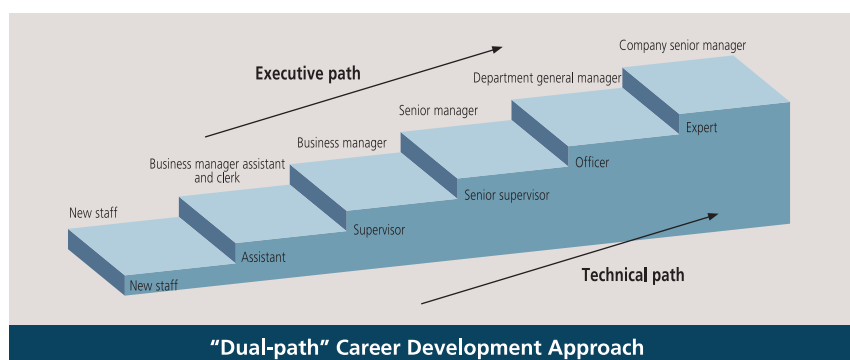 Company senior manager
Executive path
Department general manager
Senior manager
Expert
Business manager
Officer
Business manager assistant
and clerk
Senior supervisor
New staff
Supervisor
Assistant
Technical path
New staff
“Dual-path” Career Development Approach